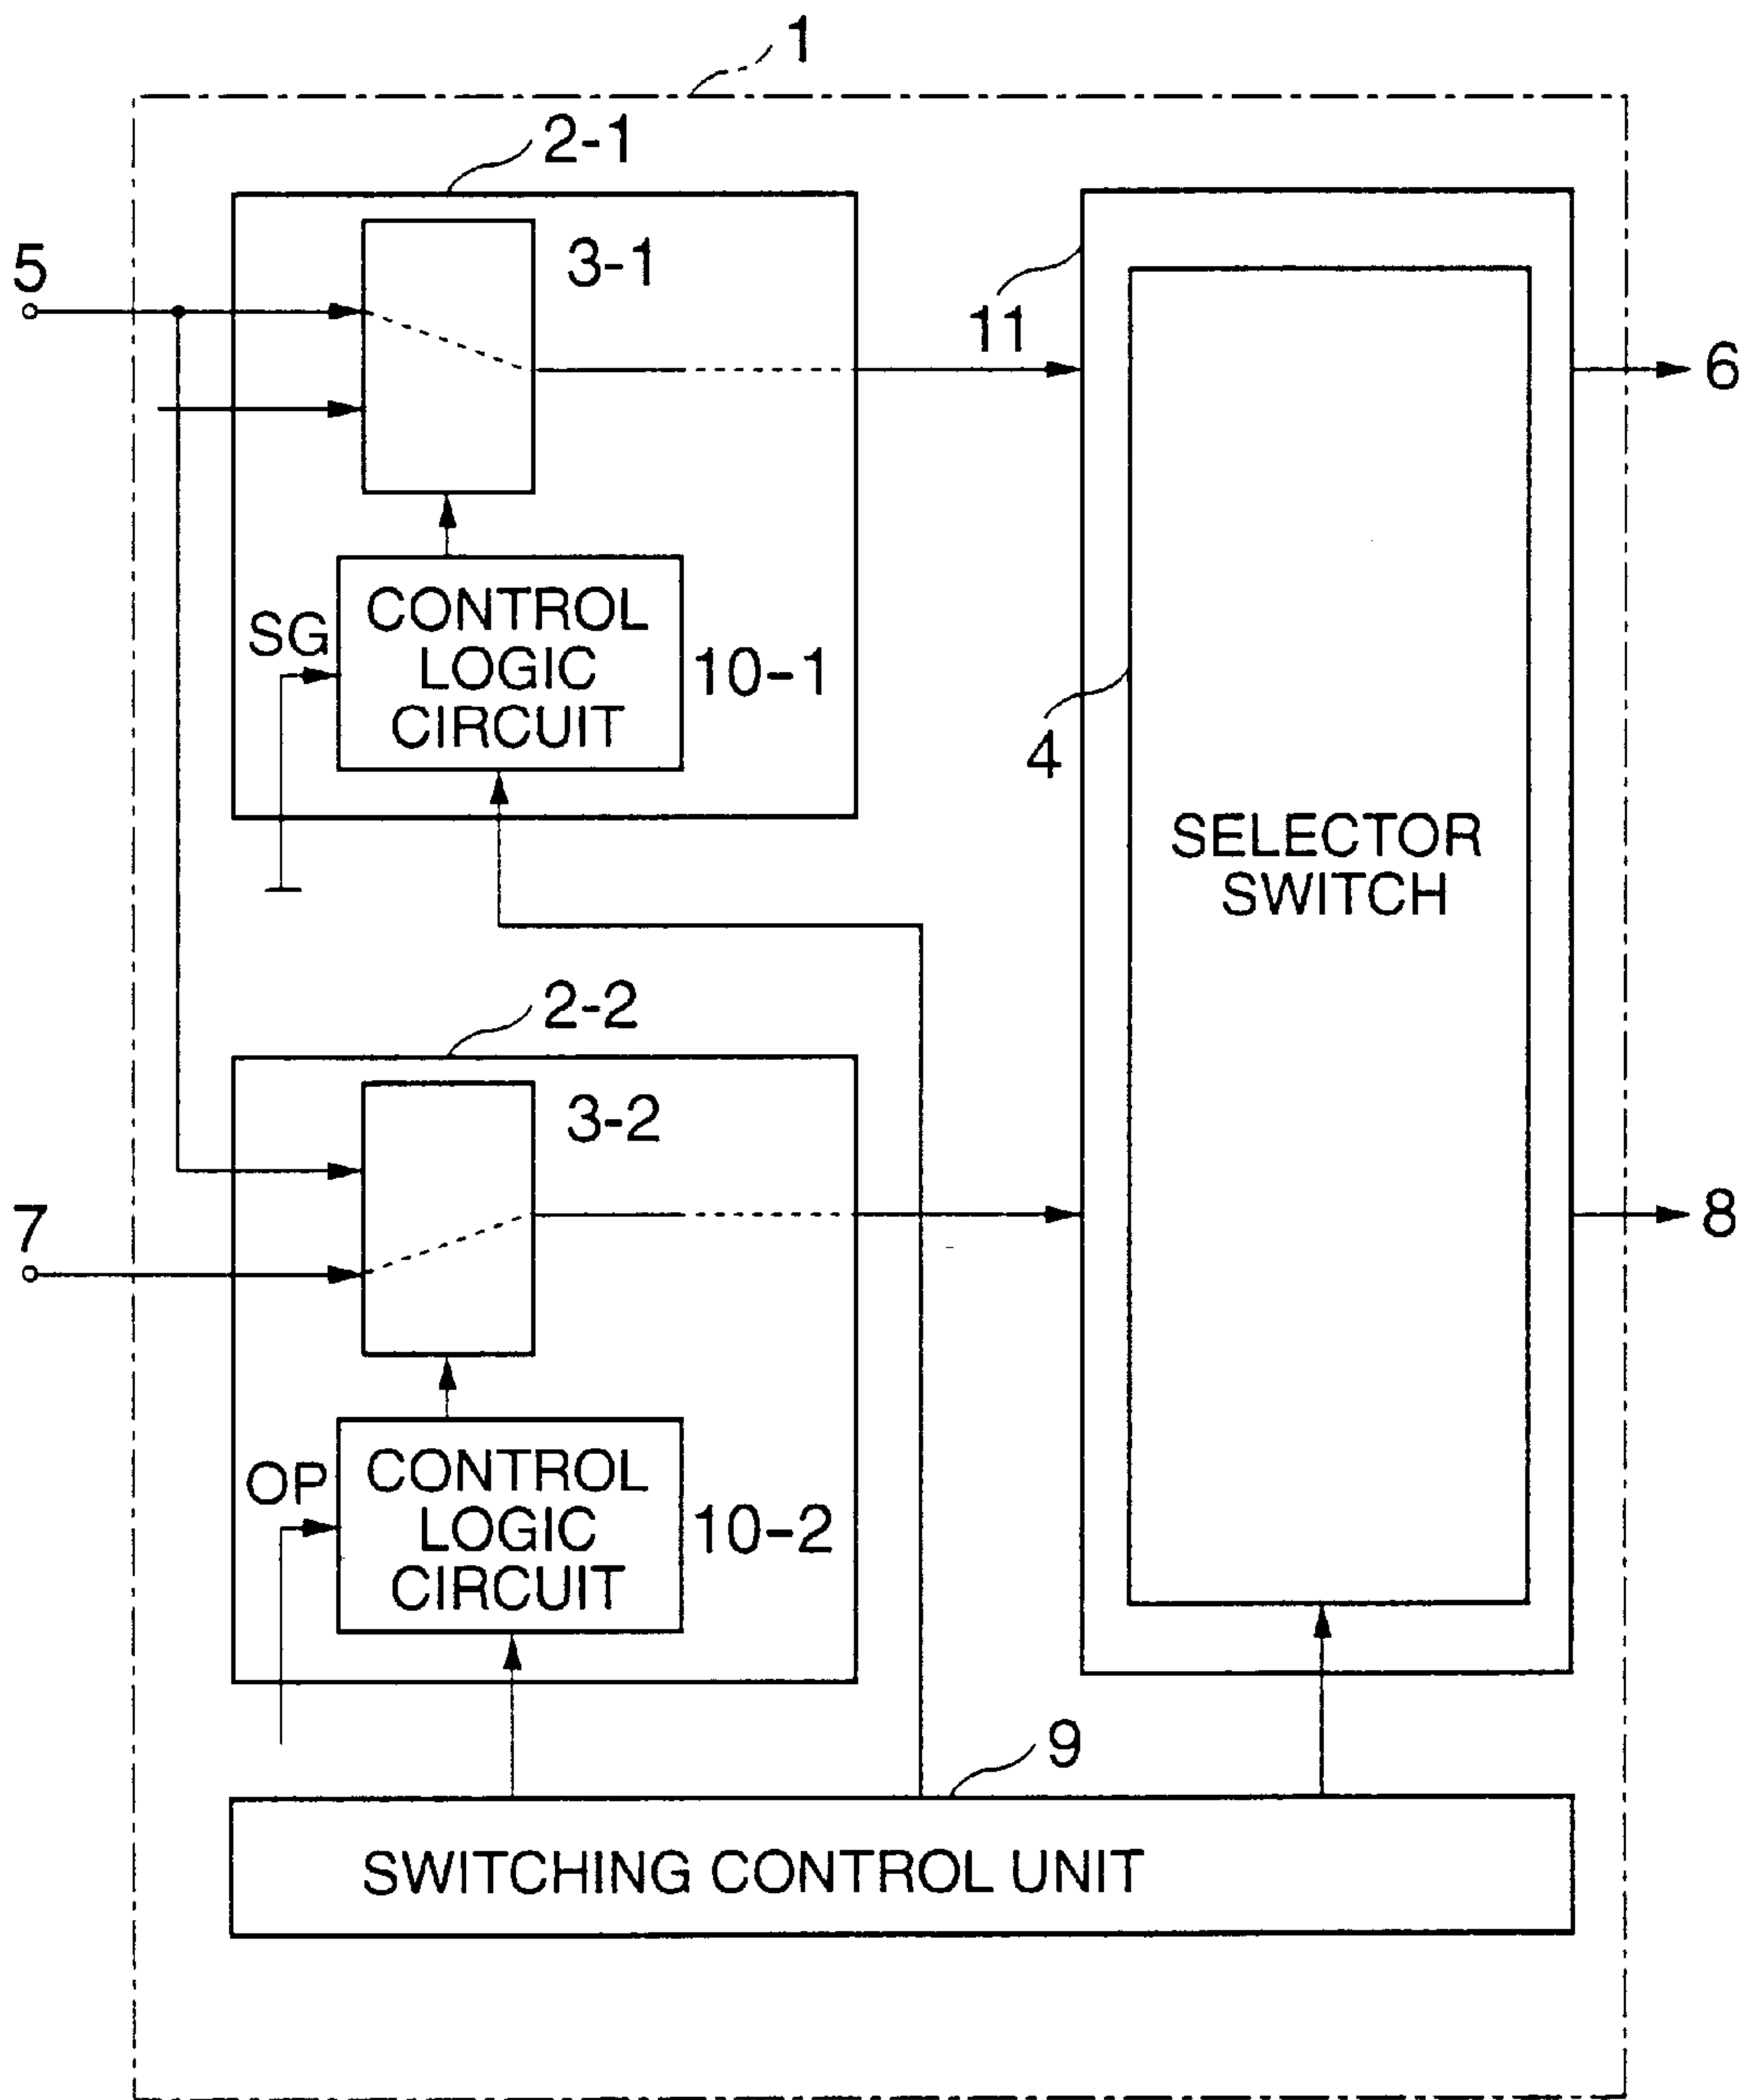 1
2-1
5
3-1
11
6
SG
CONTROL
LOGIC
CIRCUIT
10-1
4
SELECTOR
SWITCH
2-2
3-2
7
8
OP
CONTROL
LOGIC
CIRCUIT
10-2
9
SWITCHING CONTROL UNIT